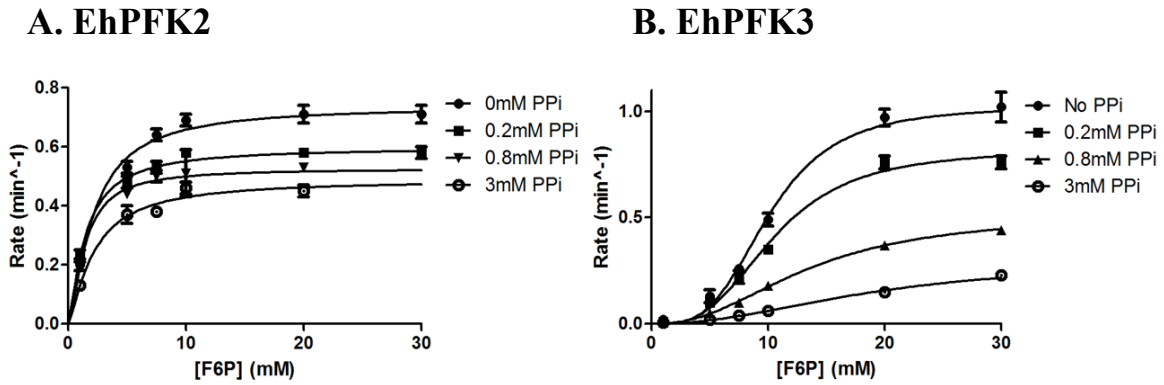 A. EhPFK2
B. EhPFK3
0.8
0.6
0.4
0.2
0.0
0
10
20
30
Rate (min^-1)
[F6P] (mM)
0mM PPi
0.2mM PPi
0.8mM PPi
3mM PPi
1.0
0.5
0.0
0
10
20
30
Rate (min^-1)
[F6P] (mM)
No PPi
0.2mM PPi
0.8mM PPi
3mM PPi